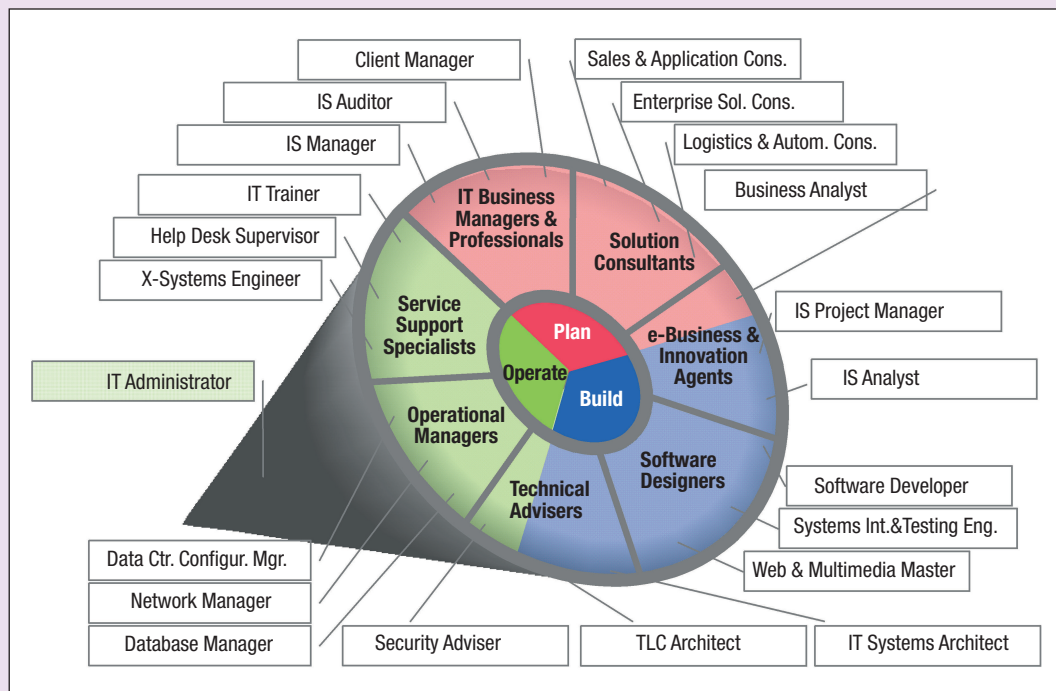 Client Manager
Sales & Application Cons.
IS Auditor
Enterprise Sol. Cons.
IS Manager
Logistics & Autom. Cons.
IT Trainer
Business Analyst
Help Desk Supervisor
X-Systems Engineer
IT Business
Managers &
Professionals
Solution
Consultants
IS Project Manager
Service
Support
Specialists
Plan
e-Business &
Innovation
Agents
IT Administrator
Operate
Build
IS Analyst
Operational
Managers
Software
Designers
Technical
Advisers
Software Developer
Systems Int.&Testing Eng.
Data Ctr. Configur. Mgr.
Web & Multimedia Master
Network Manager
Database Manager
Security Adviser
TLC Architect
IT Systems Architect